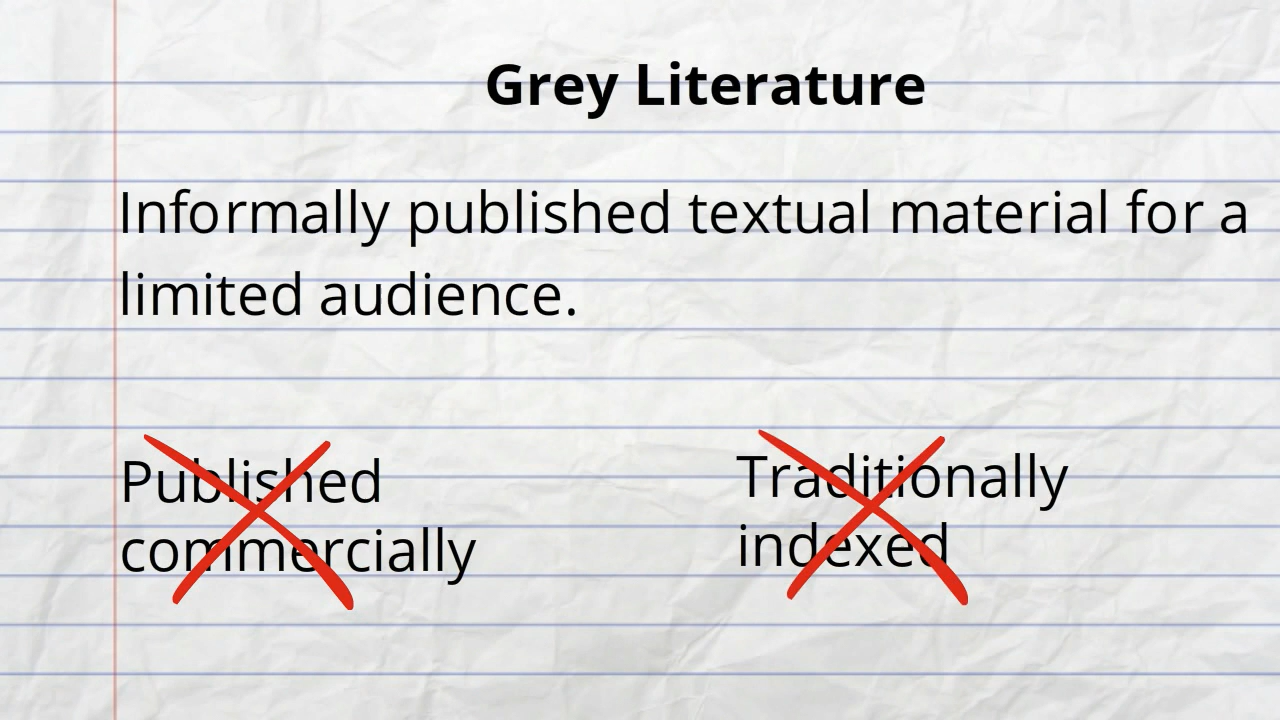 Grey Literature
Informally published textual material for a
limited audience.
Published
commercially
Traditionally
indexed